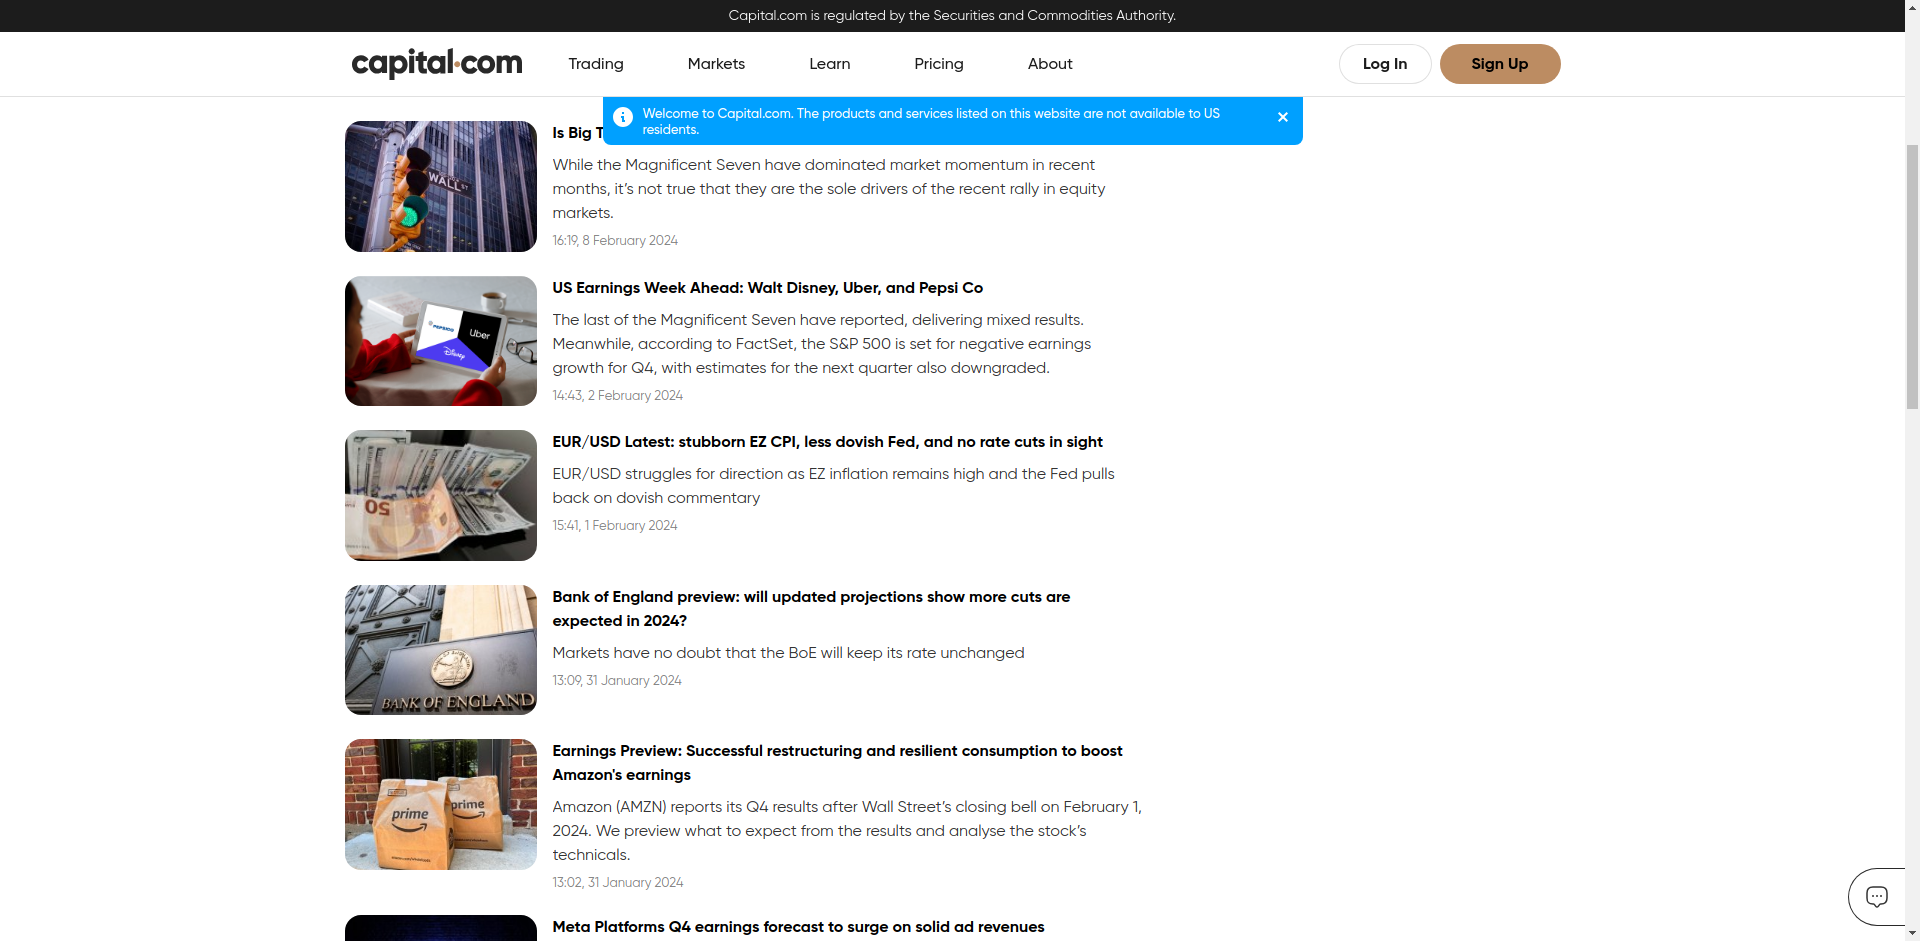 Capital.com is regulated by the Securities and Commodities Authority.
capital.com
Trading
Markets
Learn
Pricing
About
Log In
Sign Up
Welcome to Capital.com. The products and services listed on this website are not available to US
residents.
Is Big T
While the Magnificent Seven have dominated market momentum in recent
months, it’s not true that they are the sole drivers of the recent rally in equity
markets.
16:19, 8 February 2024
WALL ST
US Earnings Week Ahead: Walt Disney, Uber, and Pepsi Co
The last of the Magnificent Seven have reported, delivering mixed results.
Meanwhile, according to FactSet, the S&P 500 is set for negative earnings
growth for Q4, with estimates for the next quarter also downgraded.
14:43, 2 February 2024
PEPSICO
Uber
Disney
EUR/USD Latest: stubborn EZ CPI, less dovish Fed, and no rate cuts in sight
EUR/USD struggles for direction as EZ inflation remains high and the Fed pulls
back on dovish commentary
15:41, 1 February 2024
50
Bank of England preview: will updated projections show more cuts are
expected in 2024?
Markets have no doubt that the BoE will keep its rate unchanged
13:09, 31 January 2024
BANK OF ENGLAND
Earnings Preview: Successful restructuring and resilient consumption to boost
Amazon's earnings
Amazon (AMZN) reports its Q4 results after Wall Street’s closing bell on February 1,
2024. We preview what to expect from the results and analyse the stock’s
technicals.
13:02, 31 January 2024
prime
prime
Meta Platforms Q4 earnings forecast to surge on solid ad revenues